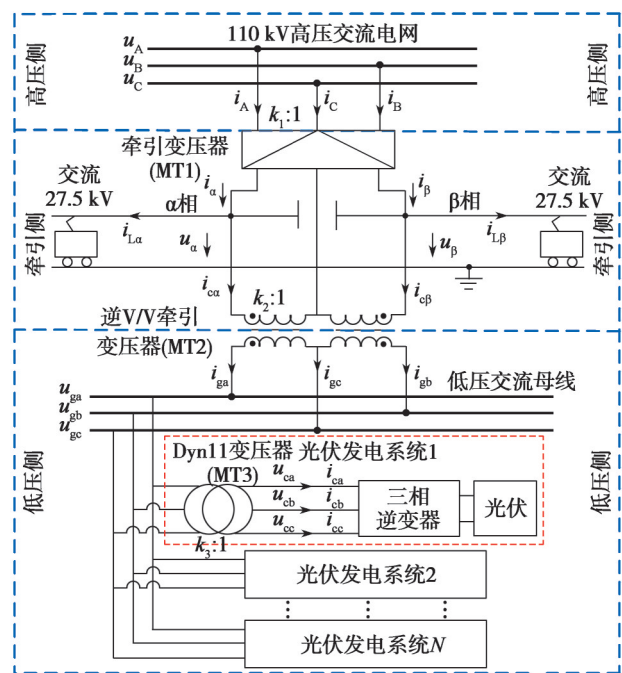 110 kV高压交流电网
u_A
u_B
u_C
高压侧
高压侧
i_A
i_C
i_B
k_1:1
牵引变压器
(MT1)
交流
27.5 kV
交流
27.5 kV
i_α
i_β
α相
β相
i_Lα
i_Lβ
u_α
u_β
牵引侧
牵引侧
i_cα
i_cβ
k_2:1
逆V/V牵引
变压器(MT2)
i_ga
i_gc
i_gb
低压交流母线
u_ga
u_gb
u_gc
低压侧
低压侧
Dyn11变压器 光伏发电系统1
(MT3)
u_ca
i_ca
u_cb
i_cb
u_cc
i_cc
三相
逆变器
光伏
k_3:1
光伏发电系统2
光伏发电系统N